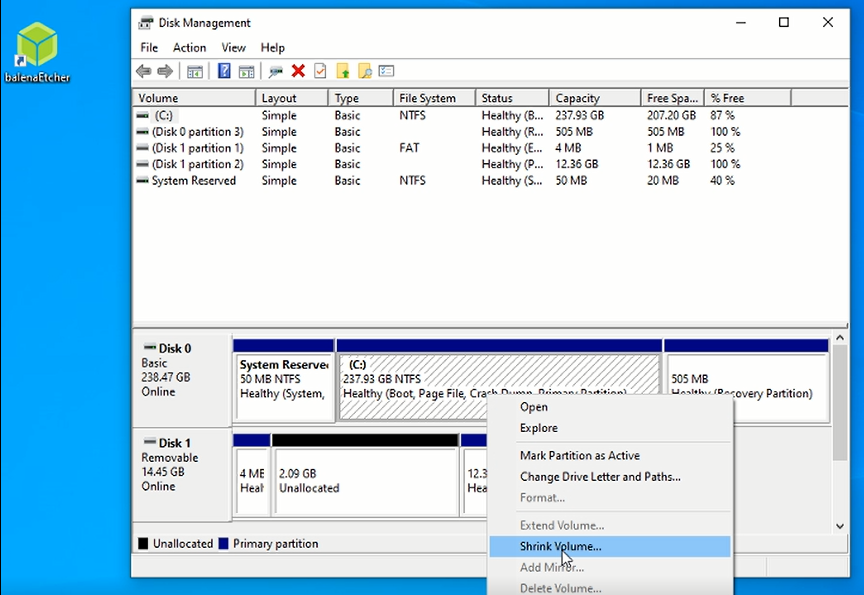 balenaEtcher
Disk Management
File Action View Help
Volume Layout Type File System Status Capacity Free Spa... % Free
(C:) Simple Basic NTFS Healthy (B... 237.93 GB 207.20 GB 87 %
(Disk 0 partition 3) Simple Basic Healthy (R... 505 MB 505 MB 100 %
(Disk 1 partition 1) Simple Basic FAT Healthy (E... 4 MB 1 MB 25 %
(Disk 1 partition 2) Simple Basic Healthy (P... 12.36 GB 12.36 GB 100 %
System Reserved Simple Basic NTFS Healthy (S... 50 MB 20 MB 40 %
Disk 0
Basic
238.47 GB
Online
System Reserve
50 MB NTFS
Healthy (System,
(C:)
237.93 GB NTFS
Healthy (Boot, Page File, Crash Dump, Primary Partition)
505 MB
Healthy (Recovery Partition)
Disk 1
Removable
14.45 GB
Online
4 ME
Heal
2.09 GB
Unallocated
12.3
Hea
Open
Explore
Mark Partition as Active
Change Drive Letter and Paths...
Format...
Extend Volume...
Shrink Volume...
Add Mirror...
Delete Volume...
Unallocated Primary partition